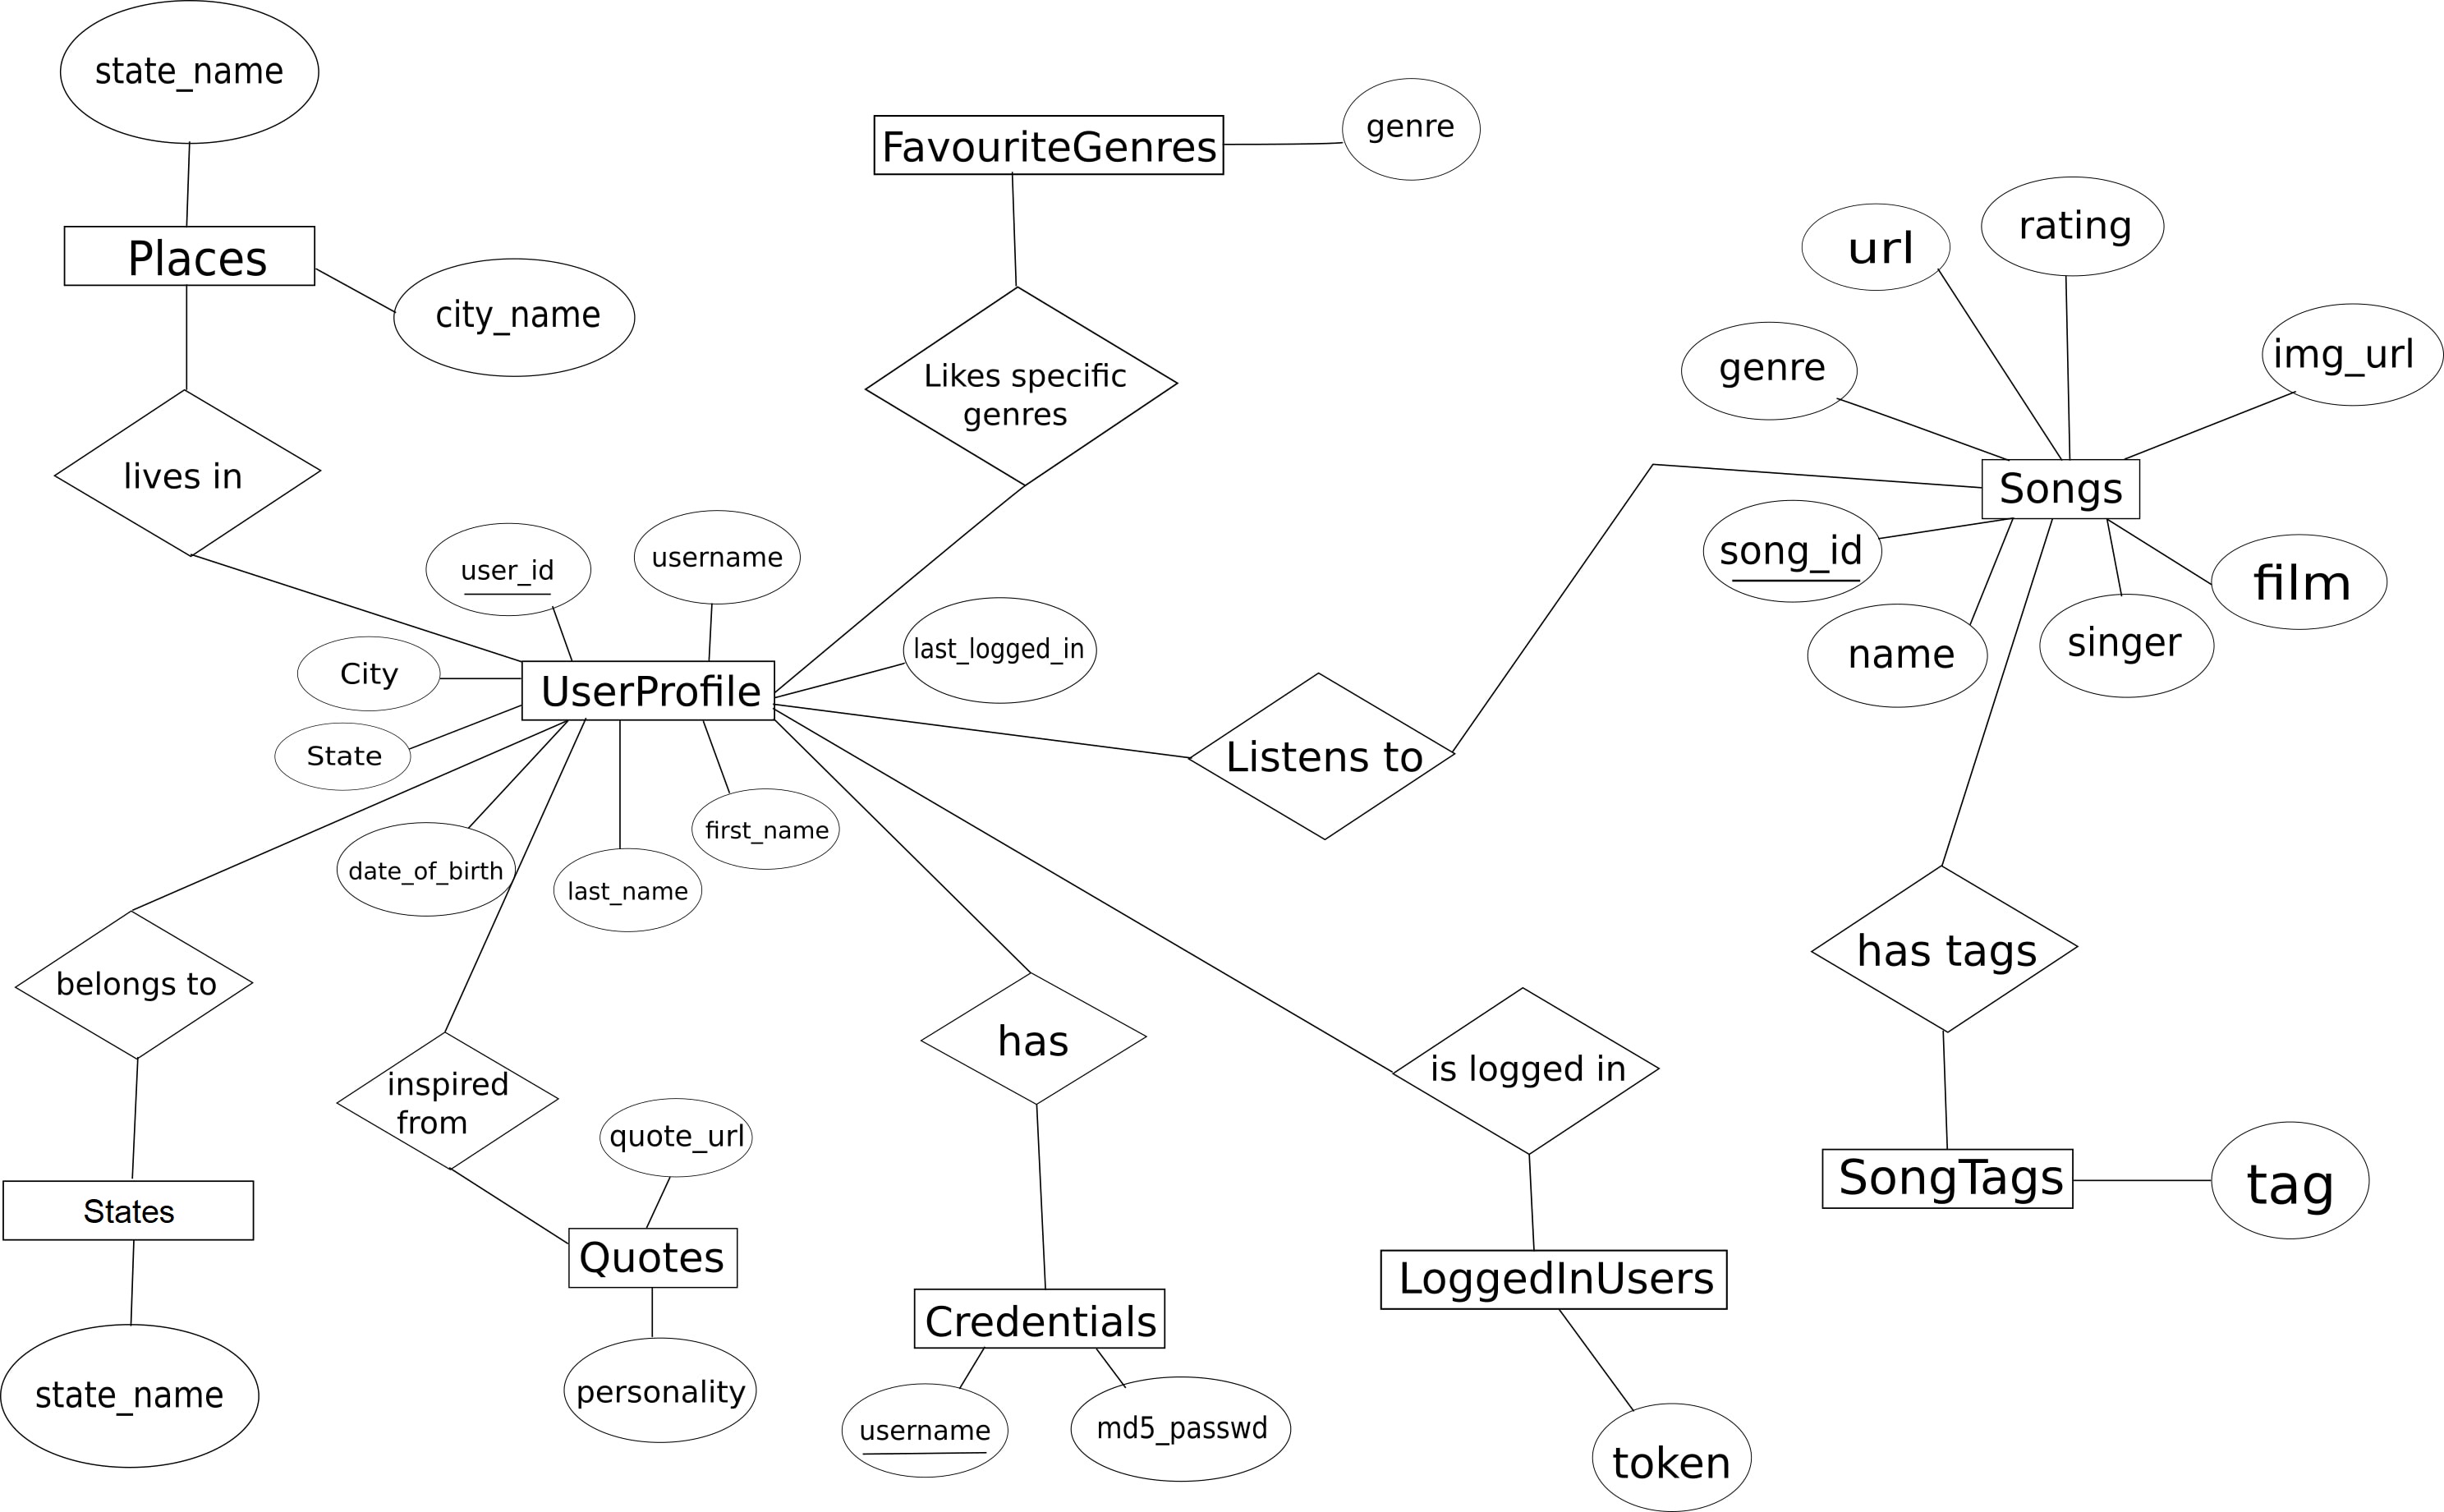 state_name
Places
city_name
lives in
FavouriteGenres
genre
Likes specific
genres
url
rating
genre
img_url
Songs
song_id
name
singer
film
user_id
username
last_logged_in
City
UserProfile
State
date_of_birth
last_name
first_name
Listens to
belongs to
inspired
from
has
is logged in
has tags
quote_url
States
Quotes
Credentials
LoggedInUsers
SongTags
tag
state_name
personality
username
md5_passwd
token